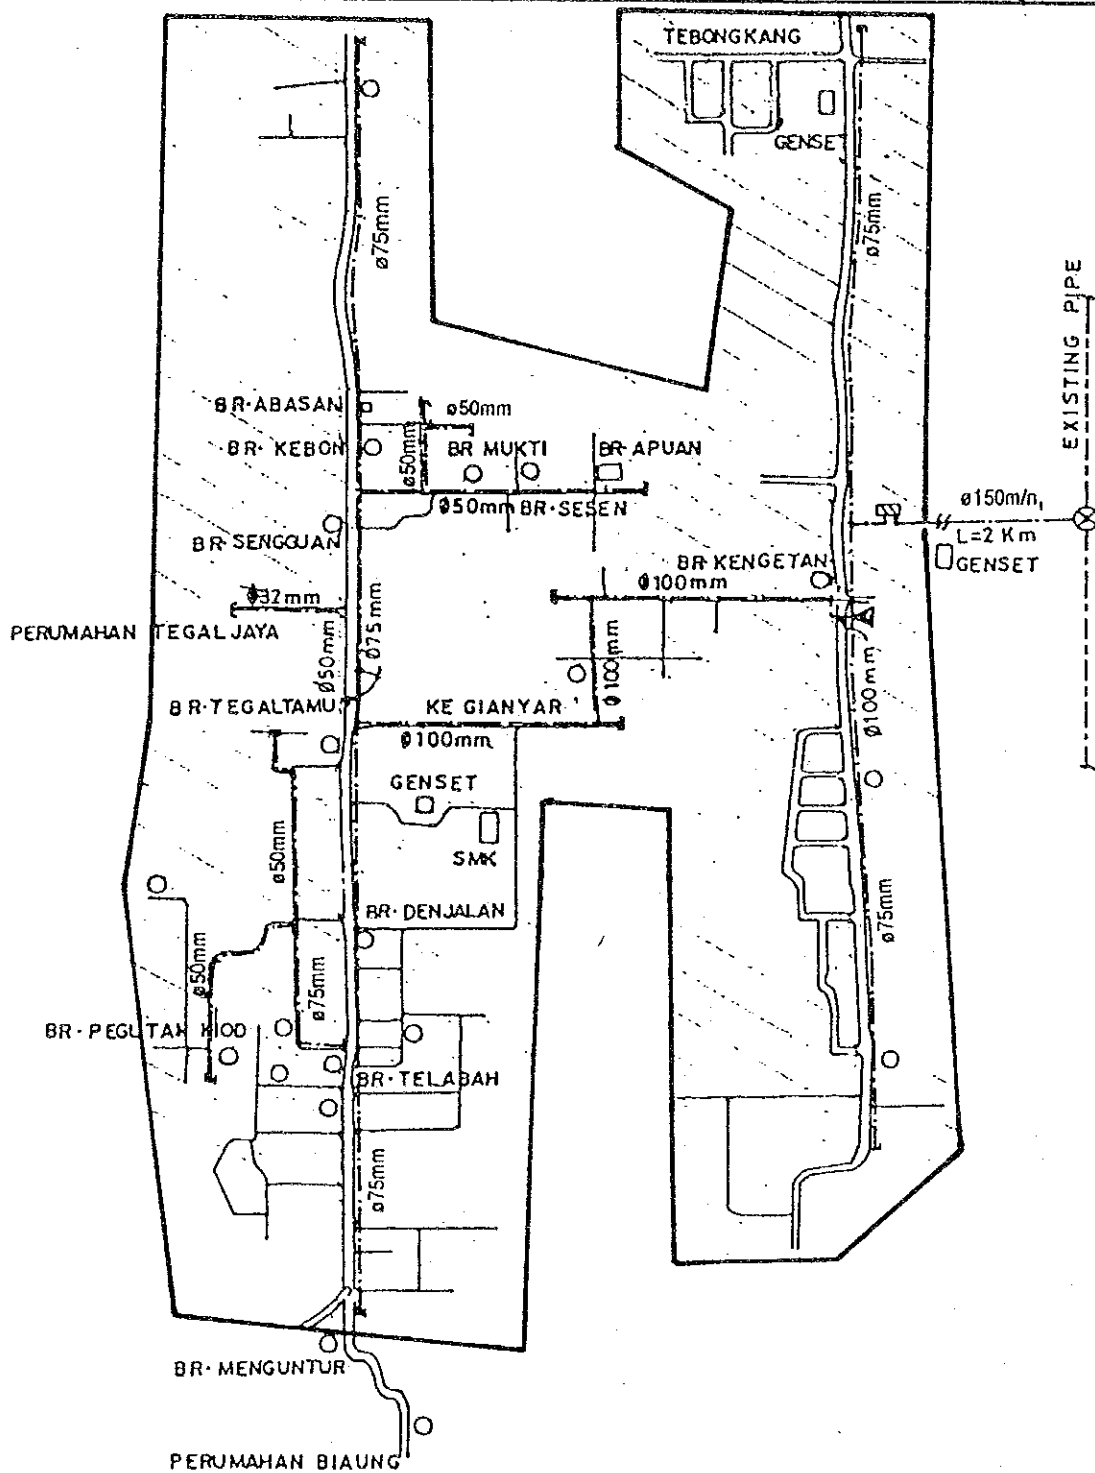 TEBONGKANG
GENSET
ø75mm
ø75mm
EXISTING PIPE
BR·ABASAN
ø50mm
BR·KEBON
ø50mm
BR MUKTI
BR·APUAN
ø50mm
BR·SESEN
ø150m/n,
L=2 Km
GENSET
BR·SENGGUAN
BR·KENGETAN
ø100mm
ø32mm
PERUMAHAN TEGAL JAYA
ø50mm
ø75mm
ø100mm
ø100mm
BR·TEGALTAMU
KE GIANYAR
ø100mm
GENSET
SMK
ø50mm
BR·DENJALAN
ø75mm
ø50mm
ø75mm
BR·PEGUTAN KIOD
BR·TELABAH
ø75mm
BR·MENGUNTUR
PERUMAHAN BIAUNG